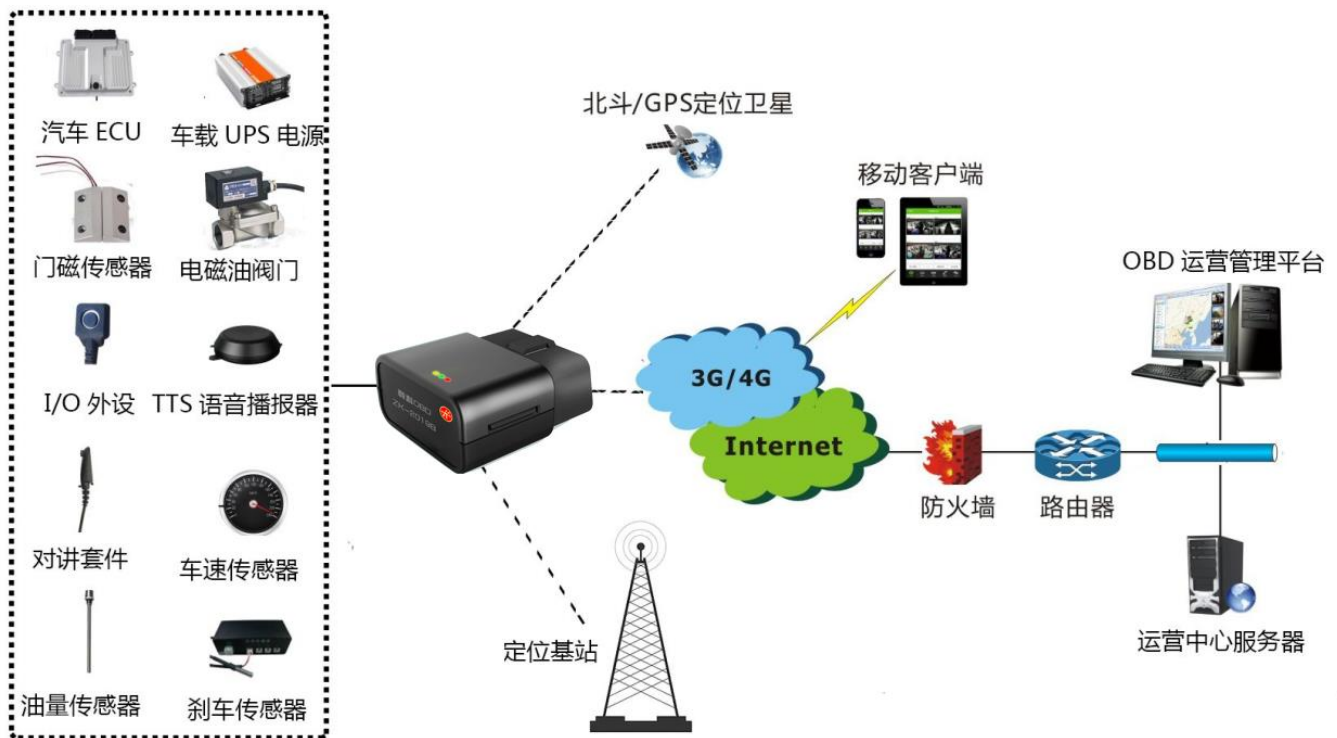 汽车 ECU
车载 UPS 电源
门磁传感器
电磁油阀门
I/O 外设
TTS 语音播报器
对讲套件
车速传感器
油量传感器
刹车传感器
北斗/GPS定位卫星
移动客户端
3G/4G
Internet
OBD 运营管理平台
防火墙
路由器
定位基站
运营中心服务器